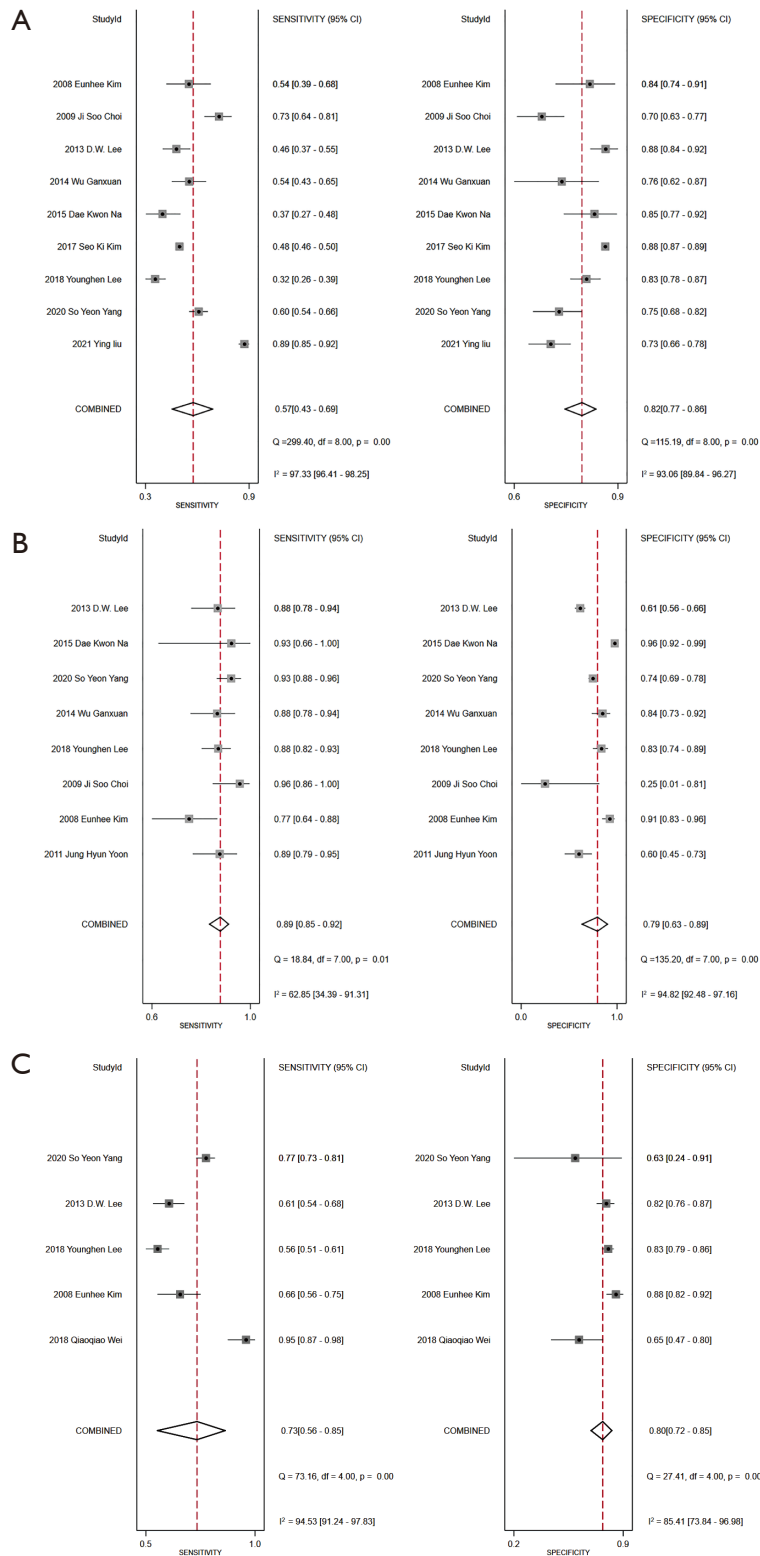 A
StudyId SENSITIVITY (95% CI) StudyId SPECIFICITY (95% CI)
2008 Eunhee Kim 0.54 [0.39 - 0.68] 2008 Eunhee Kim 0.84 [0.74 - 0.91]
2009 Ji Soo Choi 0.73 [0.64 - 0.81] 2009 Ji Soo Choi 0.70 [0.63 - 0.77]
2013 D.W. Lee 0.46 [0.37 - 0.55] 2013 D.W. Lee 0.88 [0.84 - 0.92]
2014 Wu Ganxuan 0.54 [0.43 - 0.65] 2014 Wu Ganxuan 0.76 [0.62 - 0.87]
2015 Dae Kwon Na 0.37 [0.27 - 0.48] 2015 Dae Kwon Na 0.85 [0.77 - 0.92]
2017 Seo Ki Kim 0.48 [0.46 - 0.50] 2017 Seo Ki Kim 0.88 [0.87 - 0.89]
2018 Younghen Lee 0.32 [0.26 - 0.39] 2018 Younghen Lee 0.83 [0.78 - 0.87]
2020 So Yeon Yang 0.60 [0.54 - 0.66] 2020 So Yeon Yang 0.75 [0.68 - 0.82]
2021 Ying liu 0.89 [0.85 - 0.92] 2021 Ying liu 0.73 [0.66 - 0.78]
COMBINED 0.57[0.43 - 0.69] COMBINED 0.82[0.77 - 0.86]
Q =299.40, df = 8.00, p = 0.00 Q =115.19, df = 8.00, p = 0.00
I² = 97.33 [96.41 - 98.25] I² = 93.06 [89.84 - 96.27]
0.3 0.9 0.6 0.9
SENSITIVITY SPECIFICITY
B
StudyId SENSITIVITY (95% CI) StudyId SPECIFICITY (95% CI)
2013 D.W. Lee 0.88 [0.78 - 0.94] 2013 D.W. Lee 0.61 [0.56 - 0.66]
2015 Dae Kwon Na 0.93 [0.66 - 1.00] 2015 Dae Kwon Na 0.96 [0.92 - 0.99]
2020 So Yeon Yang 0.93 [0.88 - 0.96] 2020 So Yeon Yang 0.74 [0.69 - 0.78]
2014 Wu Ganxuan 0.88 [0.78 - 0.94] 2014 Wu Ganxuan 0.84 [0.73 - 0.92]
2018 Younghen Lee 0.88 [0.82 - 0.93] 2018 Younghen Lee 0.83 [0.74 - 0.89]
2009 Ji Soo Choi 0.96 [0.86 - 1.00] 2009 Ji Soo Choi 0.25 [0.01 - 0.81]
2008 Eunhee Kim 0.77 [0.64 - 0.88] 2008 Eunhee Kim 0.91 [0.83 - 0.96]
2011 Jung Hyun Yoon 0.89 [0.79 - 0.95] 2011 Jung Hyun Yoon 0.60 [0.45 - 0.73]
COMBINED 0.89 [0.85 - 0.92] COMBINED 0.79 [0.63 - 0.89]
Q = 18.84, df = 7.00, p = 0.01 Q =135.20, df = 7.00, p = 0.00
I² = 62.85 [34.39 - 91.31] I² = 94.82 [92.48 - 97.16]
0.6 1.0 0.0 1.0
SENSITIVITY SPECIFICITY
C
StudyId SENSITIVITY (95% CI) StudyId SPECIFICITY (95% CI)
2020 So Yeon Yang 0.77 [0.73 - 0.81] 2020 So Yeon Yang 0.63 [0.24 - 0.91]
2013 D.W. Lee 0.61 [0.54 - 0.68] 2013 D.W. Lee 0.82 [0.76 - 0.87]
2018 Younghen Lee 0.56 [0.51 - 0.61] 2018 Younghen Lee 0.83 [0.79 - 0.86]
2008 Eunhee Kim 0.66 [0.56 - 0.75] 2008 Eunhee Kim 0.88 [0.82 - 0.92]
2018 Qiaoqiao Wei 0.95 [0.87 - 0.98] 2018 Qiaoqiao Wei 0.65 [0.47 - 0.80]
COMBINED 0.73[0.56 - 0.85] COMBINED 0.80[0.72 - 0.85]
Q = 73.16, df = 4.00, p = 0.00 Q = 27.41, df = 4.00, p = 0.00
I² = 94.53 [91.24 - 97.83] I² = 85.41 [73.84 - 96.98]
0.5 1.0 0.2 0.9
SENSITIVITY SPECIFICITY